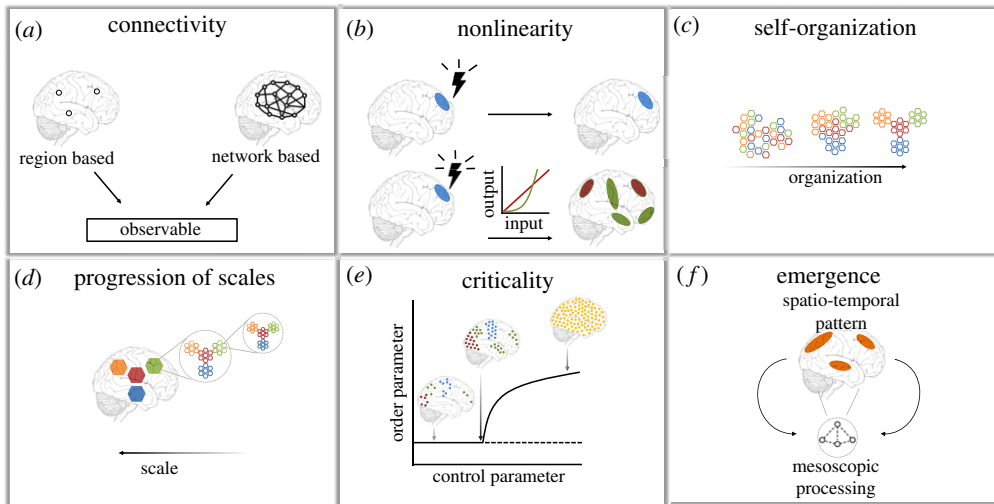 (a) connectivity
region based
network based
observable
(b) nonlinearity
output
input
(c) self-organization
organization
(d) progression of scales
scale
(e) criticality
order parameter
control parameter
(f) emergence
spatio-temporal
pattern
mesoscopic
processing